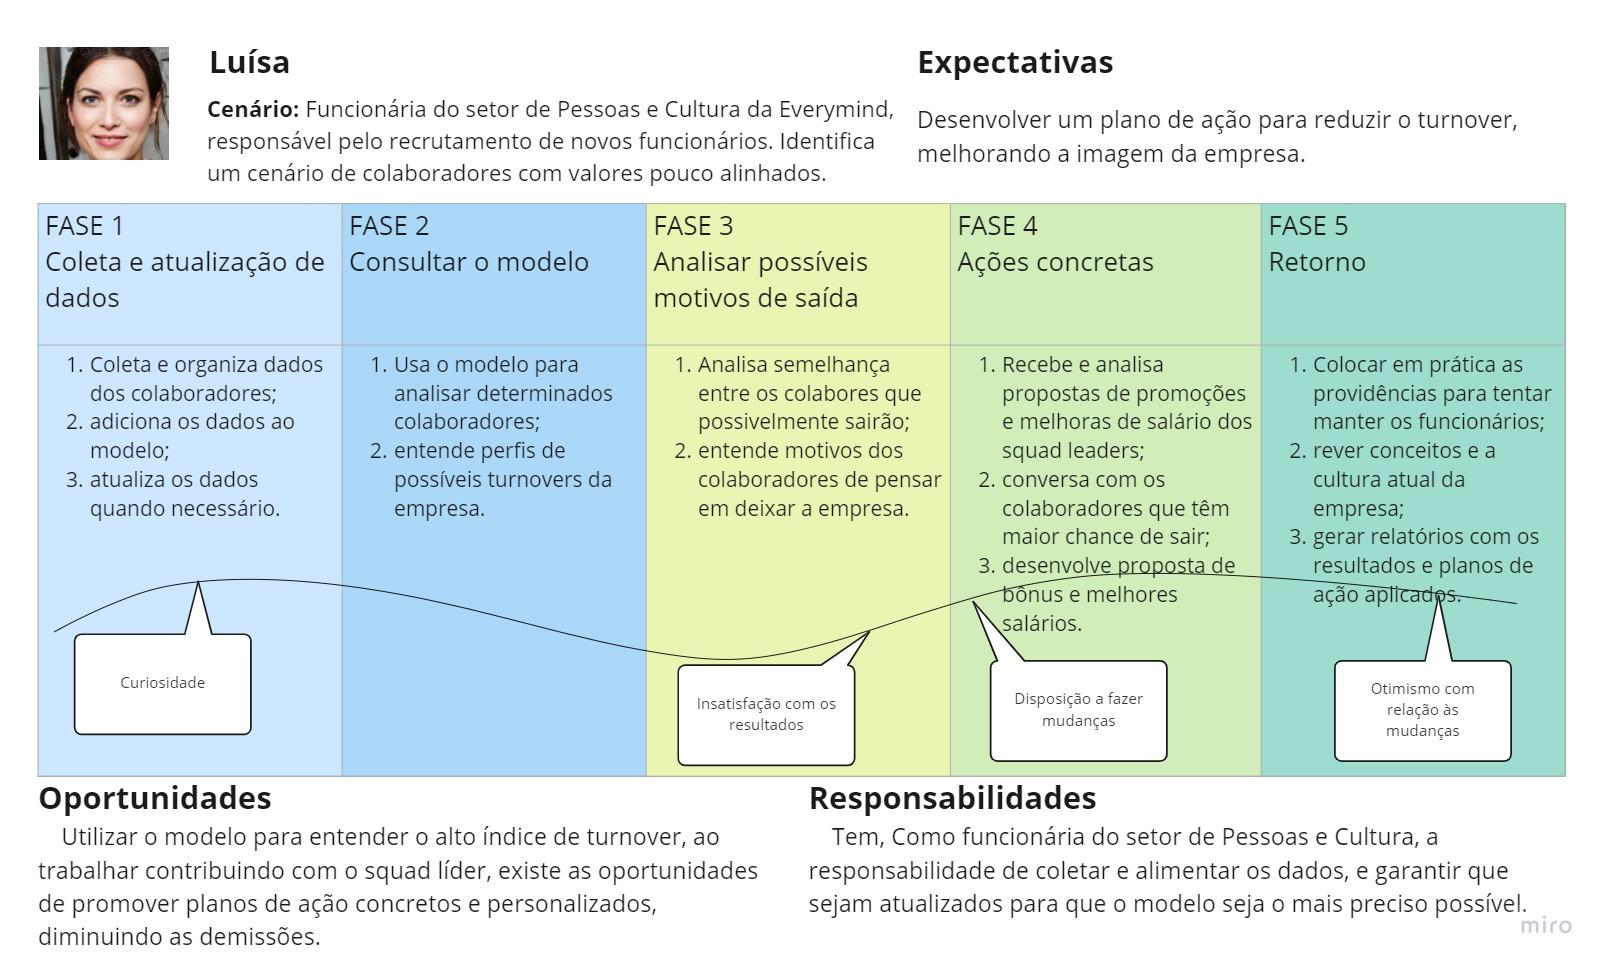 Luísa
Cenário: Funcionária do setor de Pessoas e Cultura da Everymind,
responsável pelo recrutamento de novos funcionários. Identifica
um cenário de colaboradores com valores pouco alinhados.
Expectativas
Desenvolver um plano de ação para reduzir o turnover,
melhorando a imagem da empresa.
FASE 1
Coleta e atualização de
dados
1. Coleta e organiza dados
dos colaboradores;
2. adiciona os dados ao
modelo;
3. atualiza os dados
quando necessário.
Curiosidade
FASE 2
Consultar o modelo
1. Usa o modelo para
analisar determinados
colaboradores;
2. entende perfis de
possíveis turnovers da
empresa.
FASE 3
Analisar possíveis
motivos de saída
1. Analisa semelhança
entre os colabores que
possivelmente sairão;
2. entende motivos dos
colaboradores de pensar
em deixar a empresa.
Insatisfação com os
resultados
FASE 4
Ações concretas
1. Recebe e analisa
propostas de promoções
e melhoras de salário dos
squad leaders;
2. conversa com os
colaboradores que têm
maior chance de sair;
3. desenvolve proposta de
bônus e melhores
salários.
Disposição a fazer
mudanças
FASE 5
Retorno
1. Colocar em prática as
providências para tentar
manter os funcionários;
2. rever conceitos e a
cultura atual da
empresa;
3. gerar relatórios com os
resultados e planos de
ação aplicados.
Otimismo com
relação às
mudanças
Oportunidades
Utilizar o modelo para entender o alto índice de turnover, ao
trabalhar contribuindo com o squad líder, existe as oportunidades
de promover planos de ação concretos e personalizados,
diminuindo as demissões.
Responsabilidades
Tem, Como funcionária do setor de Pessoas e Cultura, a
responsabilidade de coletar e alimentar os dados, e garantir que
sejam atualizados para que o modelo seja o mais preciso possível.
miro